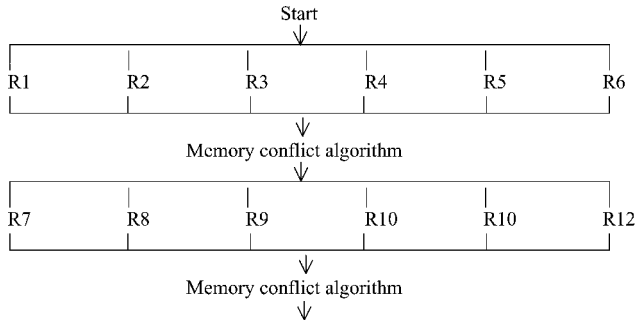 Start
R1 R2 R3 R4 R5 R6
Memory conflict algorithm
R7 R8 R9 R10 R10 R12
Memory conflict algorithm